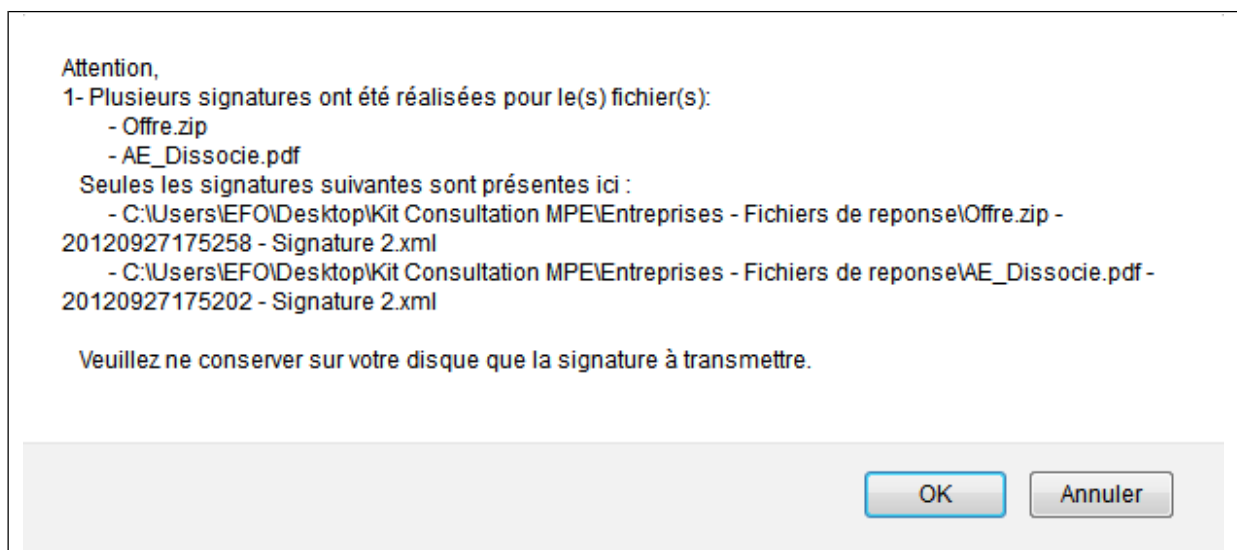 Attention,
1- Plusieurs signatures ont été réalisées pour le(s) fichier(s):
- Offre.zip
- AE_Dissocie.pdf
Seules les signatures suivantes sont présentes ici :
- C:\Users\EFO\Desktop\Kit Consultation MPE\Entreprises - Fichiers de reponse\Offre.zip -
20120927175258 - Signature 2.xml
- C:\Users\EFO\Desktop\Kit Consultation MPE\Entreprises - Fichiers de reponse\AE_Dissocie.pdf -
20120927175202 - Signature 2.xml
Veuillez ne conserver sur votre disque que la signature à transmettre.
OK Annuler